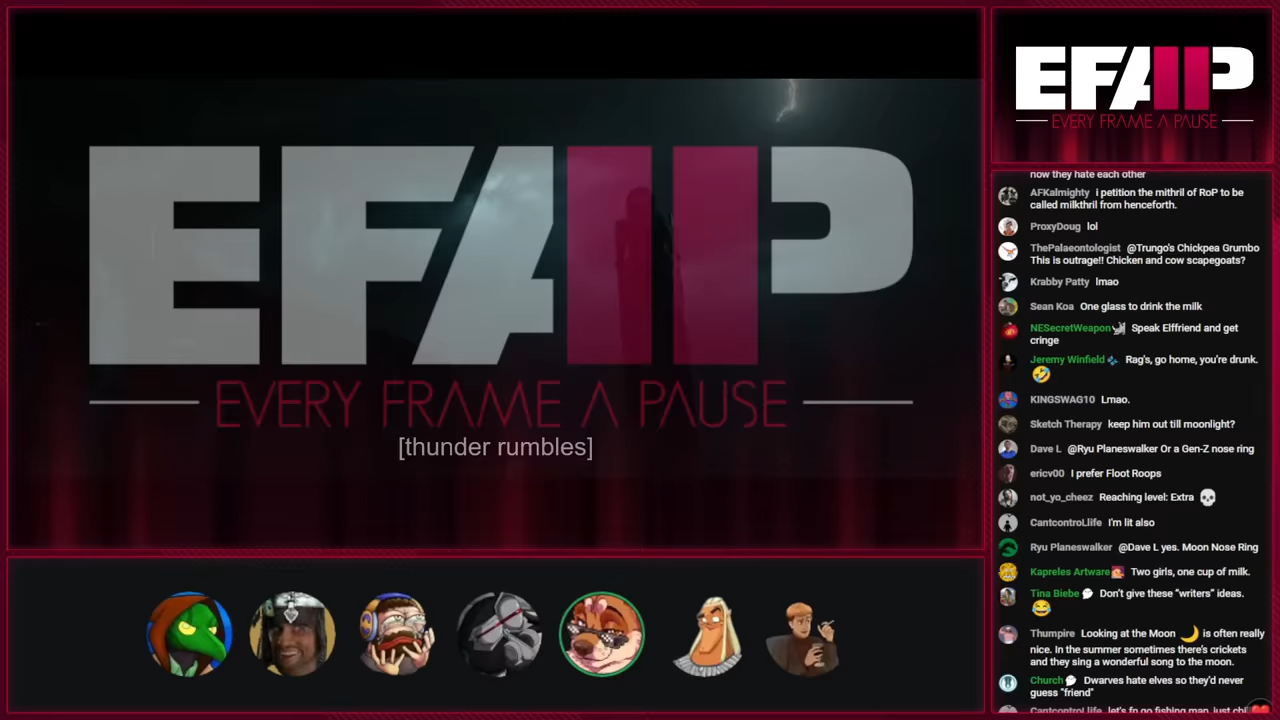 EFAP
EVERY FRAME A PAUSE
[thunder rumbles]
EFAP
EVERY FRAME A PAUSE
now they hate each other
AFKalmighty i petition the mithril of RoP to be
called milkthril from henceforth.
ProxyDoug lol
ThePalaeontologist @Trungo's Chickpea Grumbo
This is outrage!! Chicken and cow scapegoats?
Krabby Patty lmao
Sean Koa One glass to drink the milk
NESecretWeapon Speak Elffriend and get
cringe
Jeremy Winfield Rag's, go home, you're drunk.
🤣
KINGSWAG10 Lmao.
Sketch Therapy keep him out till moonlight?
Dave L @Ryu Planeswalker Or a Gen-Z nose ring
ericv00 I prefer Floot Roops
not_yo_cheez Reaching level: Extra 💀
CantcontroLlife I'm lit also
Ryu Planeswalker @Dave L yes. Moon Nose Ring
Kapreles Artware Two girls, one cup of milk.
Tina Biebe Don't give these "writers" ideas.
😂
Thumpire Looking at the Moon 🌙 is often really
nice. In the summer sometimes there's crickets
and they sing a wonderful song to the moon.
Church Dwarves hate elves so they'd never
guess "friend"
CantcontroLlife let's fn go fishing man, just